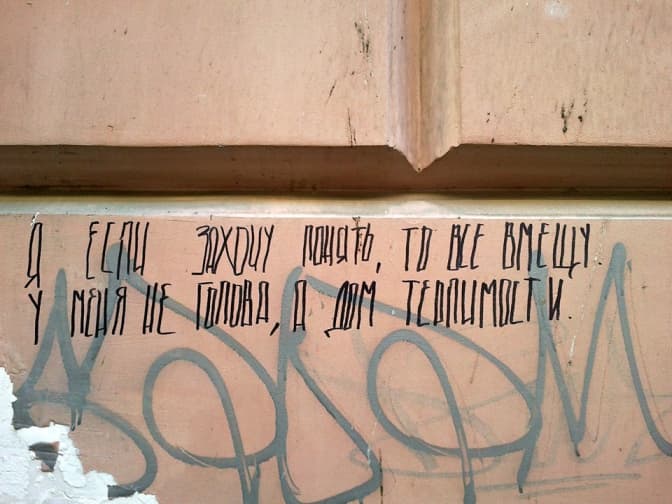 Я ЕСЛИ ЗАХОЧУ ПОНЯТЬ, ТО ВСЕ ВМЕЩУ.
У МЕНЯ НЕ ГОЛОВА, А ДОМ ТЕРПИМОСТИ.